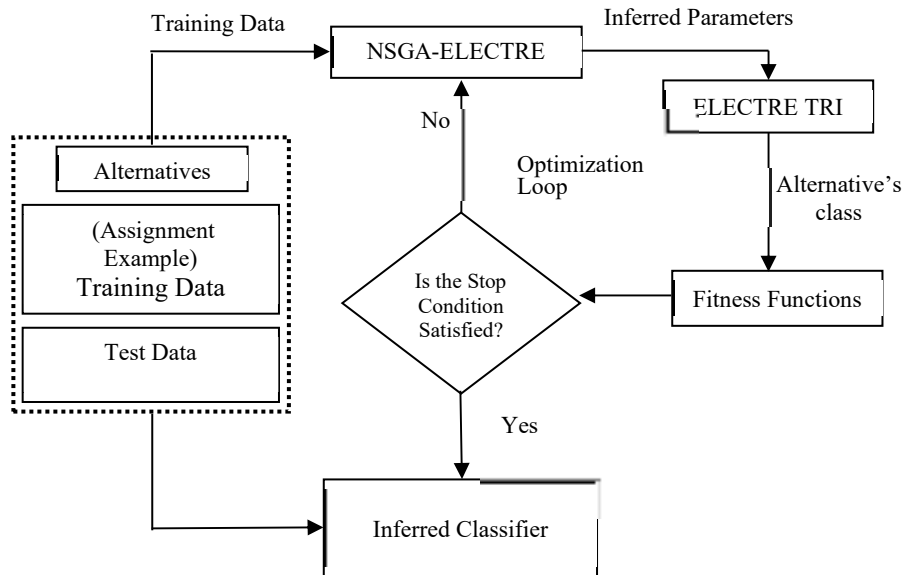 Training Data
Inferred Parameters
NSGA-ELECTRE
ELECTRE TRI
No
Optimization
Loop
Alternatives
Alternative’s
class
(Assignment
Example)
Training Data
Is the Stop
Condition
Satisfied?
Fitness Functions
Test Data
Yes
Inferred Classifier